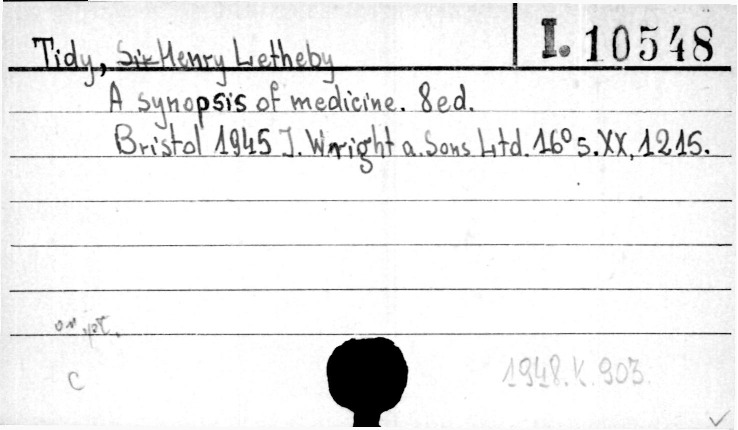 Tidy, Sir Henry Letheby
I. 10548
A synopsis of medicine. 8ed.
Bristol 1945 J. Wright a. Sons Ltd. 16° s. XX, 1215.
C
1948.K.903.